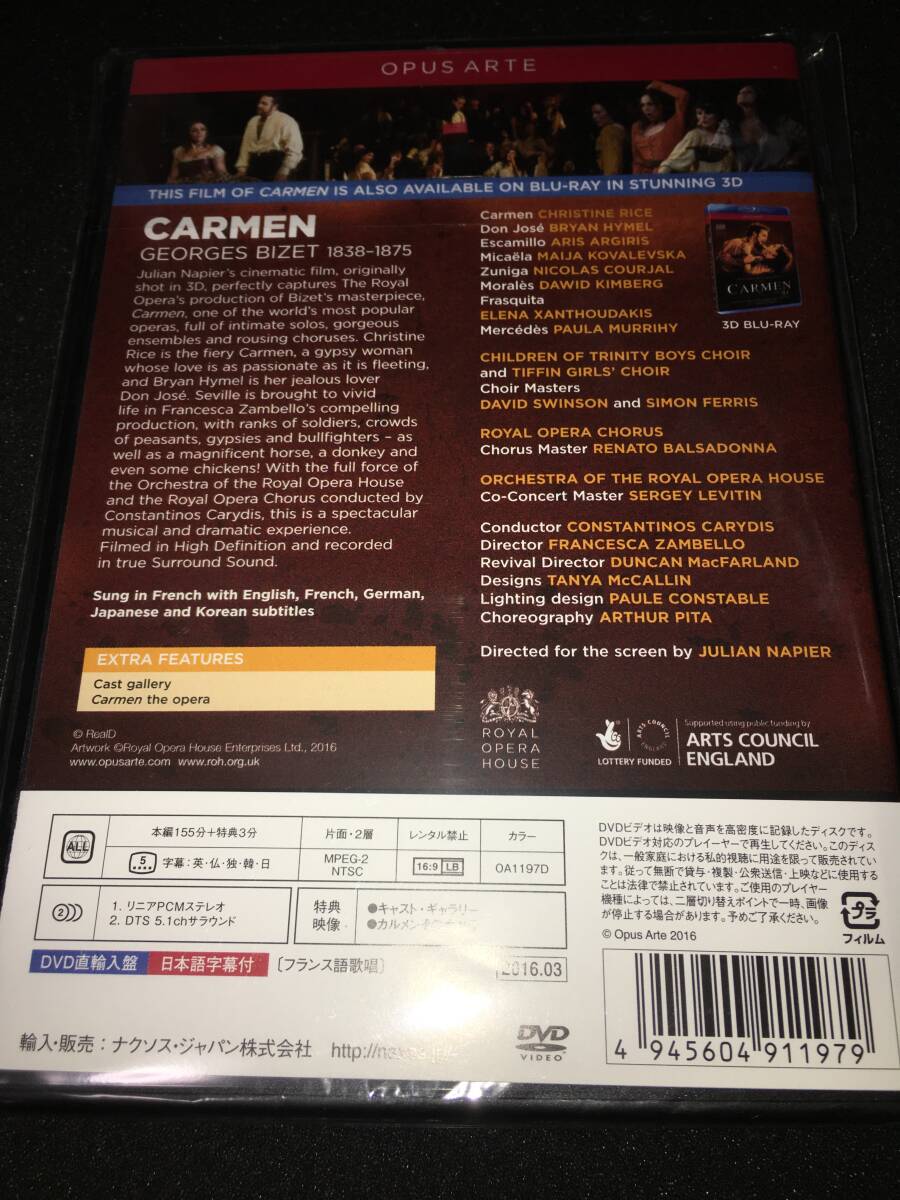 OPUS ARTE
THIS FILM OF CARMEN IS ALSO AVAILABLE ON BLU-RAY IN STUNNING 3D
CARMEN
GEORGES BIZET 1838–1875
Julian Napier's cinematic film, originally
shot in 3D, perfectly captures The Royal
Opera's production of Bizet's masterpiece,
Carmen, one of the world's most popular
operas, full of intimate solos, gorgeous
ensembles and rousing choruses. Christine
Rice is the fiery Carmen, a gypsy woman
whose love is as passionate as it is fleeting,
and Bryan Hymel is her jealous lover
Don José. Seville is brought to vivid
life in Francesca Zambello's compelling
production, with ranks of soldiers, crowds
of peasants, gypsies and bullfighters – as
well as a magnificent horse, a donkey and
even some chickens! With the full force of
the Orchestra of the Royal Opera House
and the Royal Opera Chorus conducted by
Constantinos Carydis, this is a spectacular
musical and dramatic experience.
Filmed in High Definition and recorded
in true Surround Sound.
Sung in French with English, French, German,
Japanese and Korean subtitles
EXTRA FEATURES
Cast gallery
Carmen the opera
© RealD
Artwork ©Royal Opera House Enterprises Ltd., 2016
www.opusarte.com www.roh.org.uk
Carmen CHRISTINE RICE
Don José BRYAN HYMEL
Escamillo ARIS ARGIRIS
Micaëla MAIJA KOVALEVSKA
Zuniga NICOLAS COURJAL
Moralès DAWID KIMBERG
Frasquita
ELENA XANTHOUDAKIS
Mercédès PAULA MURRIHY
CARMEN
3D BLU-RAY
CHILDREN OF TRINITY BOYS CHOIR
and TIFFIN GIRLS' CHOIR
Choir Masters
DAVID SWINSON and SIMON FERRIS
ROYAL OPERA CHORUS
Chorus Master RENATO BALSADONNA
ORCHESTRA OF THE ROYAL OPERA HOUSE
Co-Concert Master SERGEY LEVITIN
Conductor CONSTANTINOS CARYDIS
Director FRANCESCA ZAMBELLO
Revival Director DUNCAN MacFARLAND
Designs TANYA McCALLIN
Lighting design PAULE CONSTABLE
Choreography ARTHUR PITA
Directed for the screen by JULIAN NAPIER
ROYAL
OPERA
HOUSE
LOTTERY FUNDED
ARTS COUNCIL
ENGLAND
Supported using public funding by
ARTS COUNCIL
ENGLAND
ALL
本編155分+特典3分
片面・2層
レンタル禁止
カラー
5
字幕:英・仏・独・韓・日
MPEG-2
NTSC
16:9 LB
OA1197D
2
1. リニアPCMステレオ
2. DTS 5.1chサラウンド
特典
映像
●キャスト・ギャラリー
●カルメン
DVD直輸入盤
日本語字幕付
〔フランス語歌唱〕
2016.03
輸入・販売:ナクソス・ジャパン株式会社
DVD
VIDEO
DVDビデオは映像と音声を高密度に記録したディスクです。
DVDビデオ対応のプレイヤーで再生してください。このディス
クは、一般家庭における私的視聴に用途を限って販売されてい
ます。従って無断で貸与・複製・公衆送信・上映などに使用する
ことは法律で禁止されています。ご使用のプレイヤー
機種によっては、二層切り替えポイントで一時、画像
が停止する場合があります。予めご了承ください。
© Opus Arte 2016
プラ
フィルム
4 945604 911979